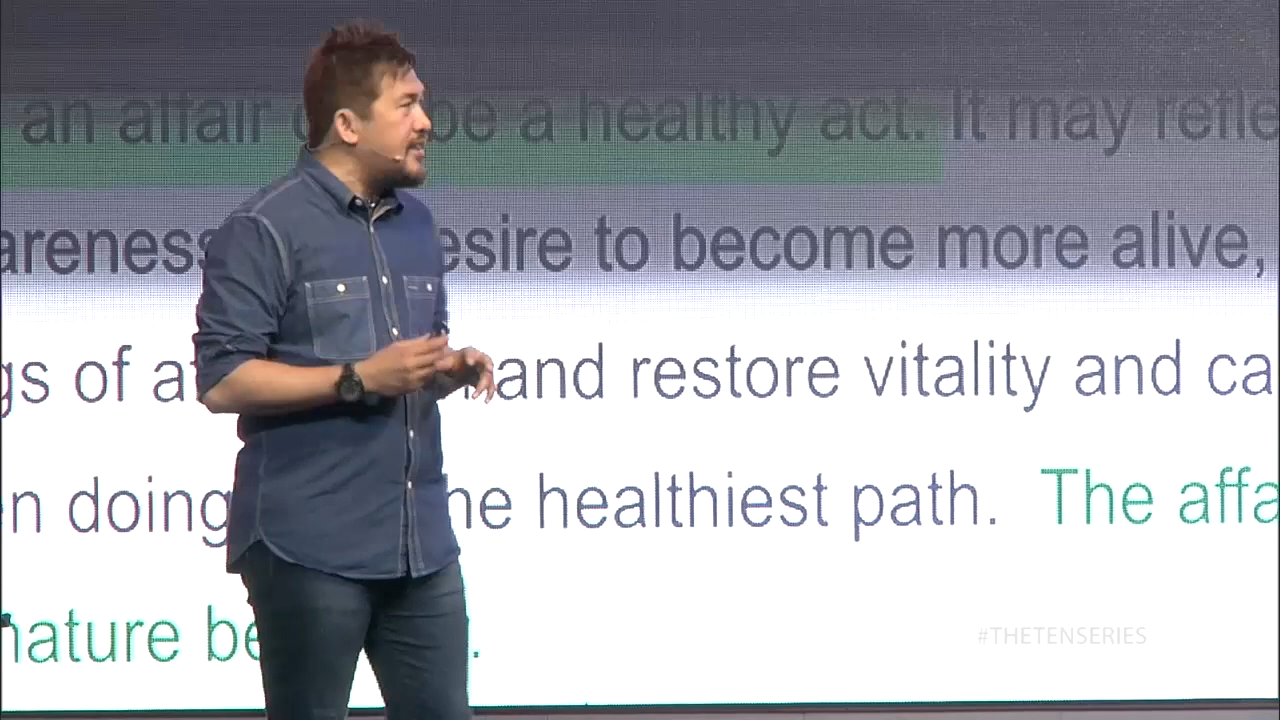 an affair be a healthy act. It may refle
areness esire to become more alive,
gs of af and restore vitality and ca
en doing he healthiest path. The affa
nature be .
#THETENSERIES